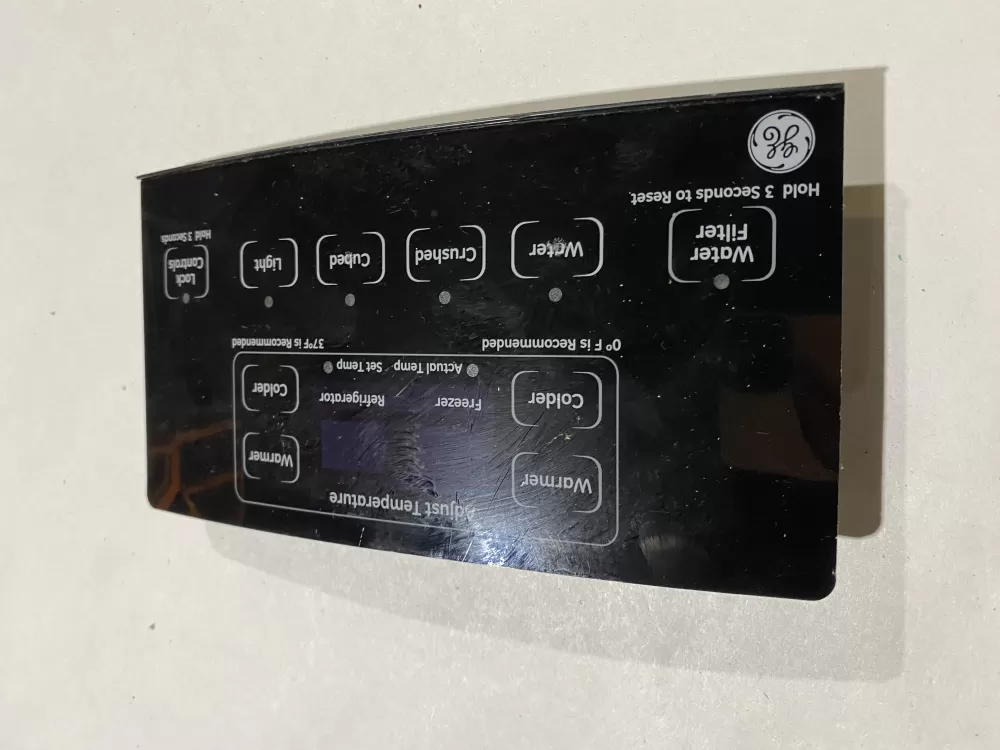 Adjust Temperature
Warmer
Warmer
Colder
Freezer
Refrigerator
Colder
Actual Temp
Set Temp
0°F is Recommended
37°F is Recommended
Water
Filter
Water
Crushed
Cubed
Light
Lock
Controls
Hold 3 Seconds to Reset
Hold 3 Seconds
GE